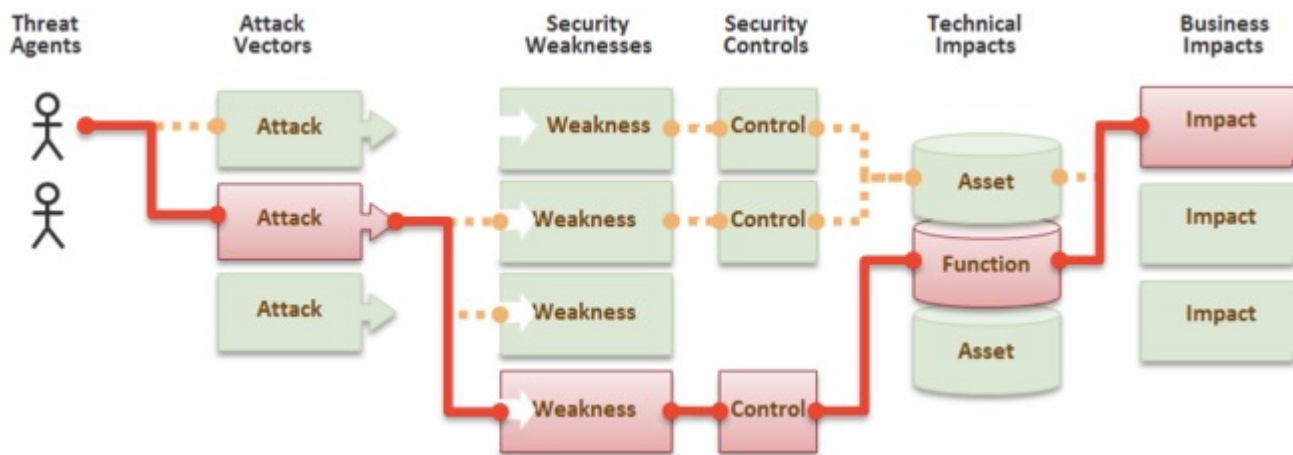 Threat Agents
Attack Vectors
Security Weaknesses
Security Controls
Technical Impacts
Business Impacts
Attack
Weakness
Control
Impact
Asset
Attack
Weakness
Control
Impact
Function
Attack
Weakness
Impact
Asset
Weakness
Control